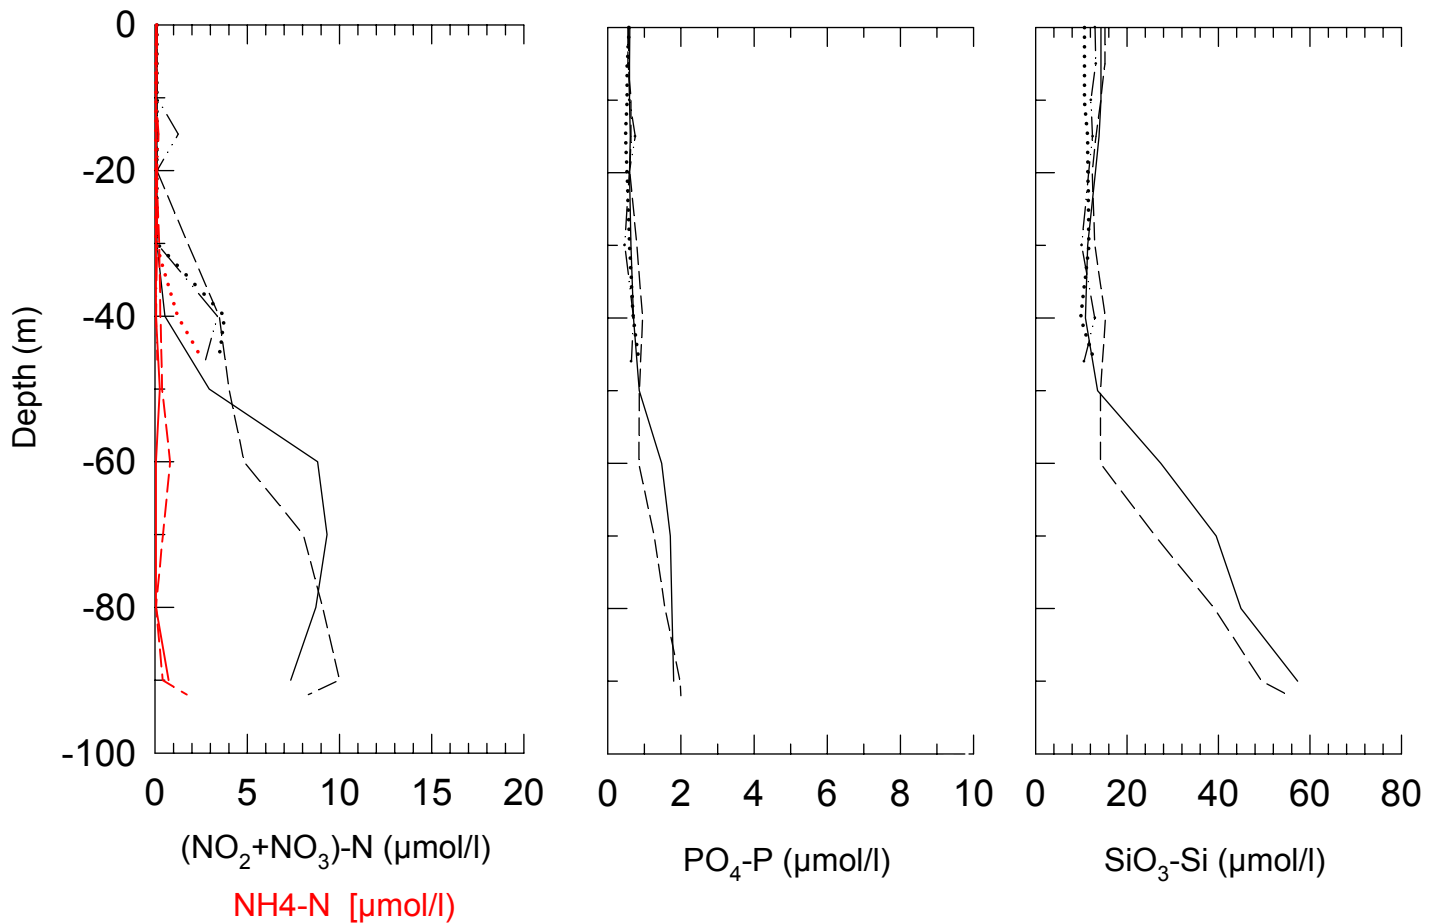 0
-20
-40
-60
-80
-100
Depth (m)
0 5 10 15 20
0 2 4 6 8 10
0 20 40 60 80
(NO₂+NO₃)-N (µmol/l)
PO₄-P (µmol/l)
SiO₃-Si (µmol/l)
NH4-N [µmol/l)